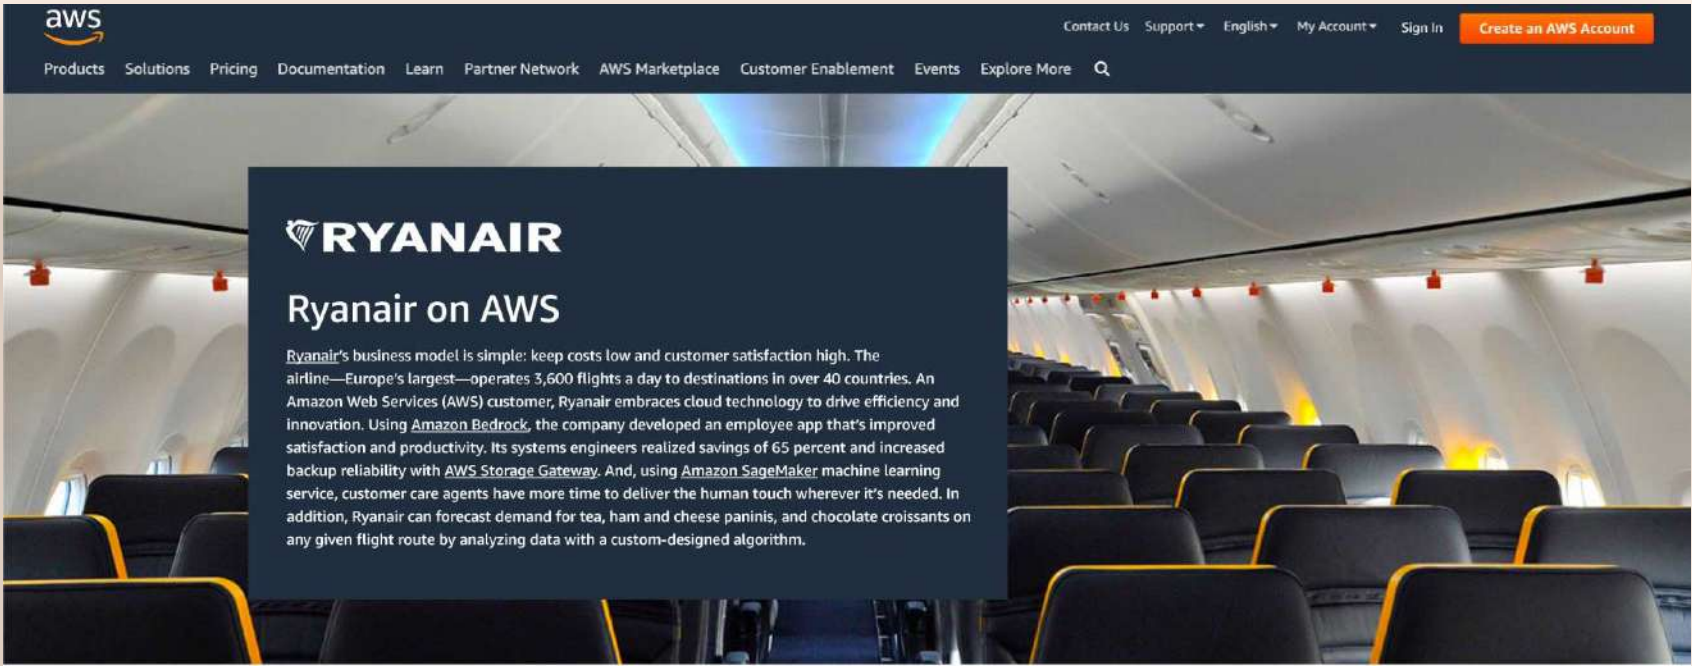 aws
Contact Us Support English My Account Sign In Create an AWS Account
Products Solutions Pricing Documentation Learn Partner Network AWS Marketplace Customer Enablement Events Explore More
RYANAIR
Ryanair on AWS
Ryanair's business model is simple: keep costs low and customer satisfaction high. The
airline—Europe's largest—operates 3,600 flights a day to destinations in over 40 countries. An
Amazon Web Services (AWS) customer, Ryanair embraces cloud technology to drive efficiency and
innovation. Using Amazon Bedrock, the company developed an employee app that's improved
satisfaction and productivity. Its systems engineers realized savings of 65 percent and increased
backup reliability with AWS Storage Gateway. And, using Amazon SageMaker machine learning
service, customer care agents have more time to deliver the human touch wherever it's needed. In
addition, Ryanair can forecast demand for tea, ham and cheese paninis, and chocolate croissants on
any given flight route by analyzing data with a custom-designed algorithm.